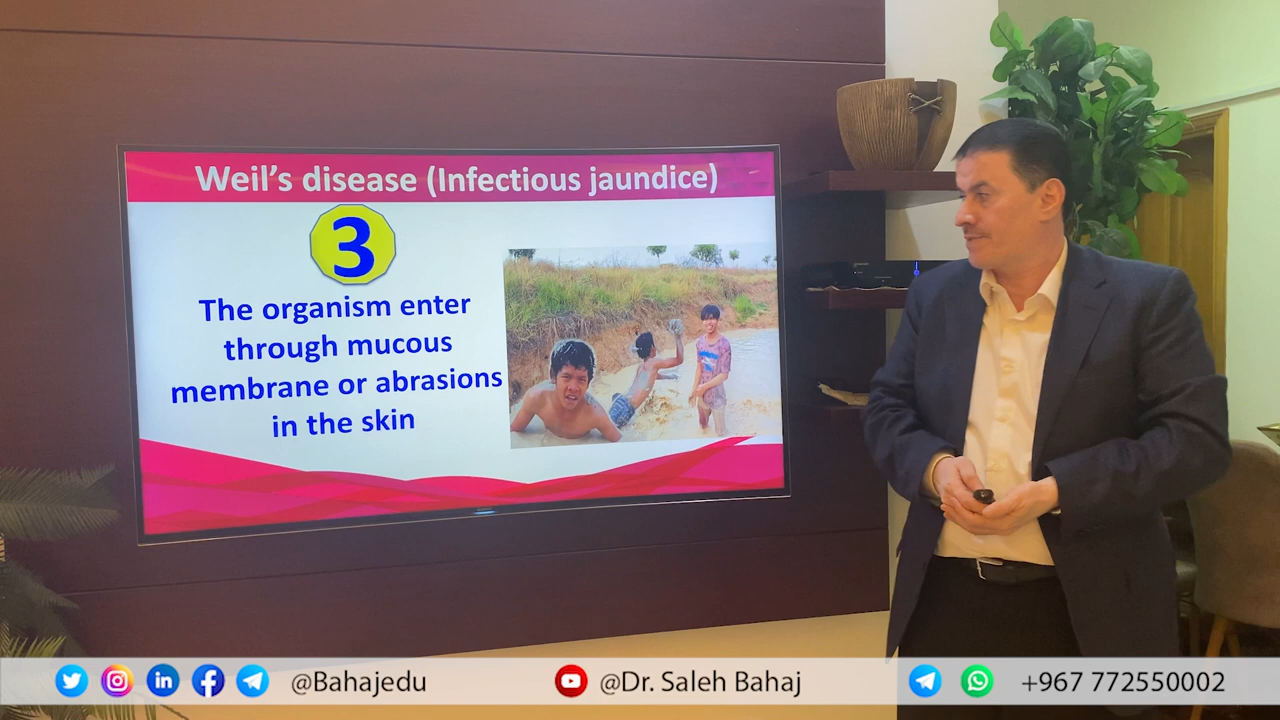 Weil's disease (Infectious jaundice)
3
The organism enter
through mucous
membrane or abrasions
in the skin
@Bahajedu
@Dr. Saleh Bahaj
+967 772550002